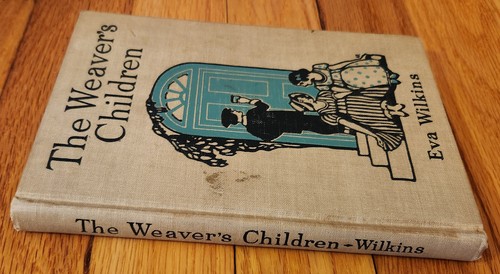 The Weaver's
Children
Eva Wilkins
The Weaver's Children - Wilkins